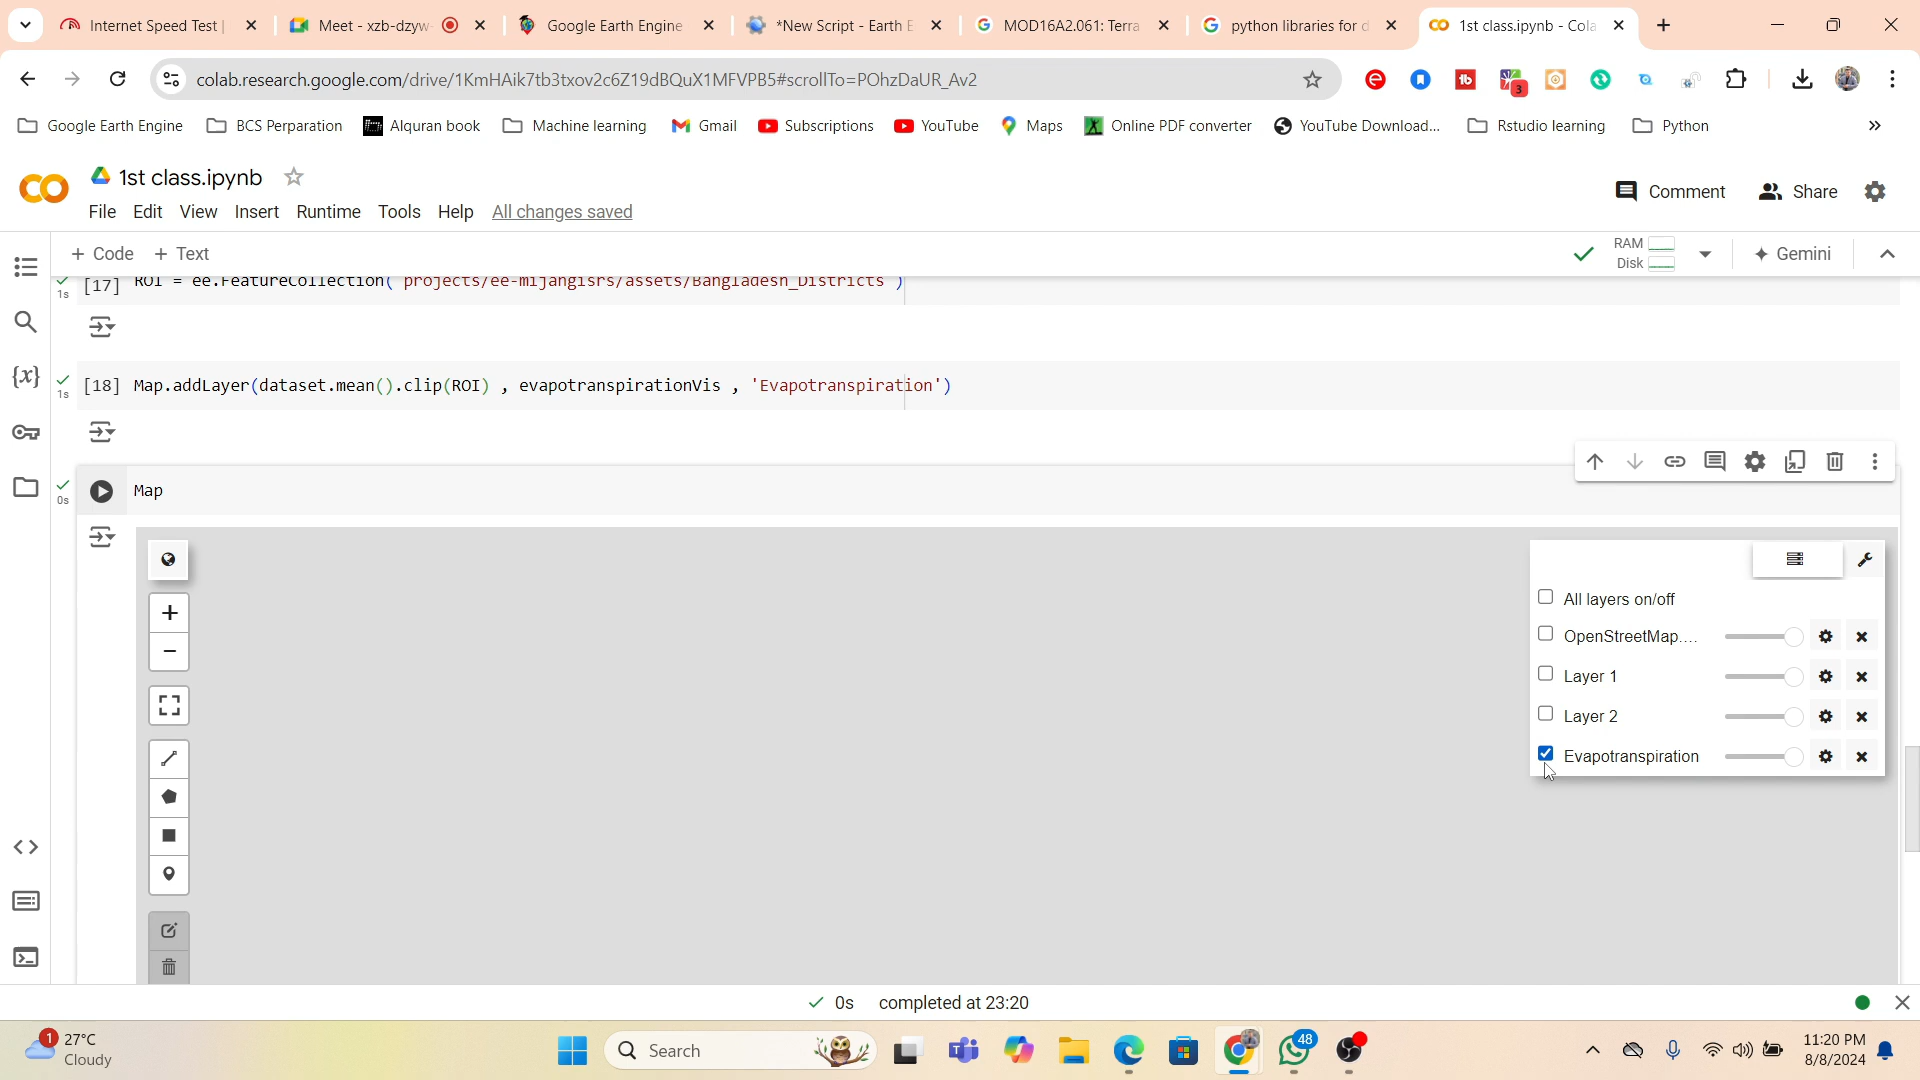 Internet Speed Test |
Meet - xzb-dzyw
Google Earth Engine
*New Script - Earth E
MOD16A2.061: Terra
python libraries for d
1st class.ipynb - Cola
colab.research.google.com/drive/1KmHAik7tb3txov2c6Z19dBQuX1MFVPB5#scrollTo=POhzDaUR_Av2
3
Google Earth Engine
BCS Perparation
Alquran book
Machine learning
Gmail
Subscriptions
YouTube
Maps
Online PDF converter
YouTube Download...
Rstudio learning
Python
»
1st class.ipynb
Comment
Share
File Edit View Insert Runtime Tools Help All changes saved
+ Code + Text
RAM
Disk
Gemini
1s [17] ROI = ee.FeatureCollection("projects/ee-mijangisrs/assets/Bangladesh_Districts")
1s [18] Map.addLayer(dataset.mean().clip(ROI) , evapotranspirationVis , 'Evapotranspiration')
0s Map
All layers on/off
OpenStreetMap....
Layer 1
Layer 2
Evapotranspiration
0s completed at 23:20
1
27°C
Cloudy
Search
48
11:20 PM
8/8/2024